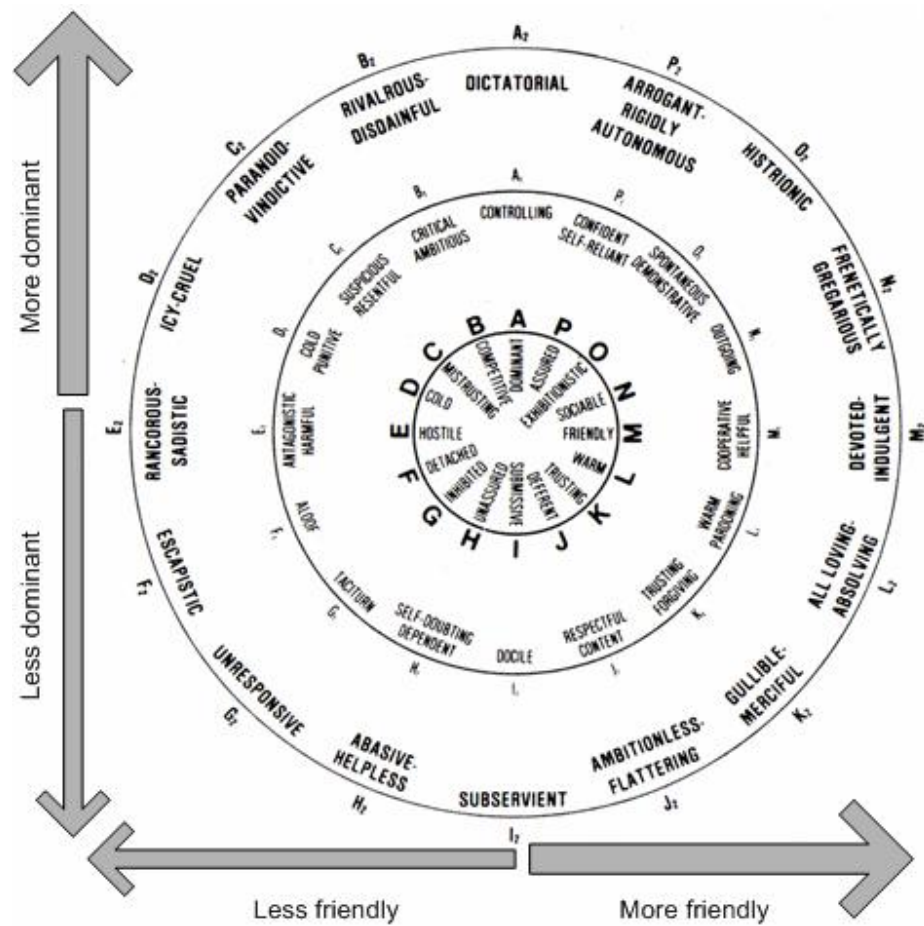 A₂
B₂
P₂
C₂
O₂
D₂
N₂
E₂
M₂
F₂
L₂
G₂
K₂
H₂
J₂
I₂
DICTATORIAL
RIVALROUS-
DISDAINFUL
ARROGANT-
RIGIDLY
AUTONOMOUS
PARANOID-
VINDICTIVE
HISTRIONIC
ICY-CRUEL
FRENETICALLY
GREGARIOUS
RANCOROUS-
SADISTIC
DEVOTED-
INDULGENT
ESCAPISTIC
ALL LOVING-
ABSOLVING
UNRESPONSIVE
GULLIBLE-
MERCIFUL
ABASIVE-
HELPLESS
AMBITIONLESS-
FLATTERING
SUBSERVIENT
A₁
B₁
P₁
C₁
O₁
D₁
N₁
E₁
M₁
F₁
L₁
G₁
K₁
H₁
J₁
I₁
CONTROLLING
CRITICAL
AMBITIOUS
CONFIDENT
SELF-RELIANT
SUSPICIOUS
RESENTFUL
SPONTANEOUS
DEMONSTRATIVE
COLD
PUNITIVE
OUTGOING
ANTAGONISTIC
HARMFUL
COOPERATIVE
HELPFUL
ALOOF
WARM
PARDONING
TACITURN
TRUSTING
FORGIVING
SELF-DOUBTING
DEPENDENT
RESPECTFUL
CONTENT
DOCILE
A
B
P
C
O
D
N
E
M
F
L
G
K
H
J
I
DOMINANT
COMPETITIVE
ASSURED
MISTRUSTING
EXHIBITIONISTIC
COLD
SOCIABLE
HOSTILE
FRIENDLY
DETACHED
WARM
INHIBITED
TRUSTING
UNASSURED
DEFERENT
SUBMISSIVE
More dominant
Less dominant
Less friendly
More friendly